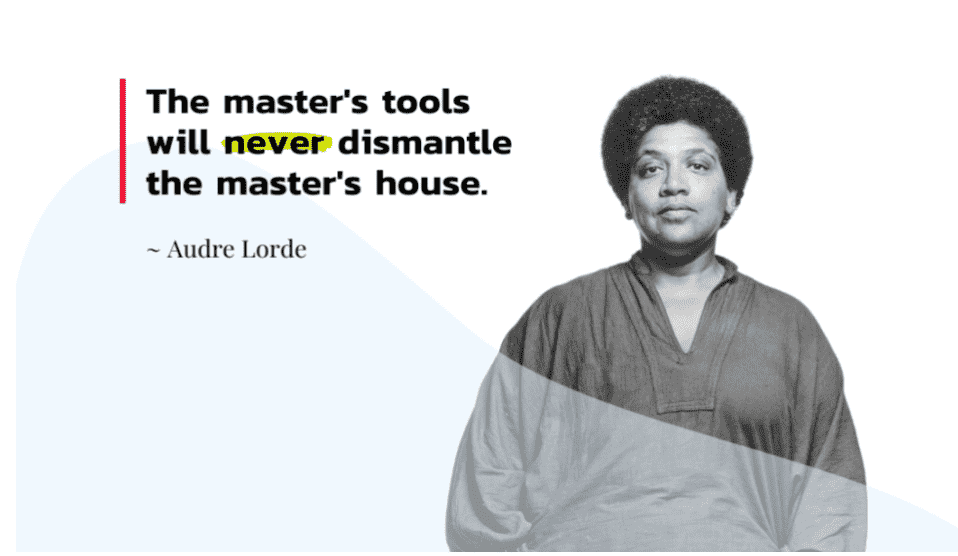 The master's tools
will never dismantle
the master's house.
~ Audre Lorde